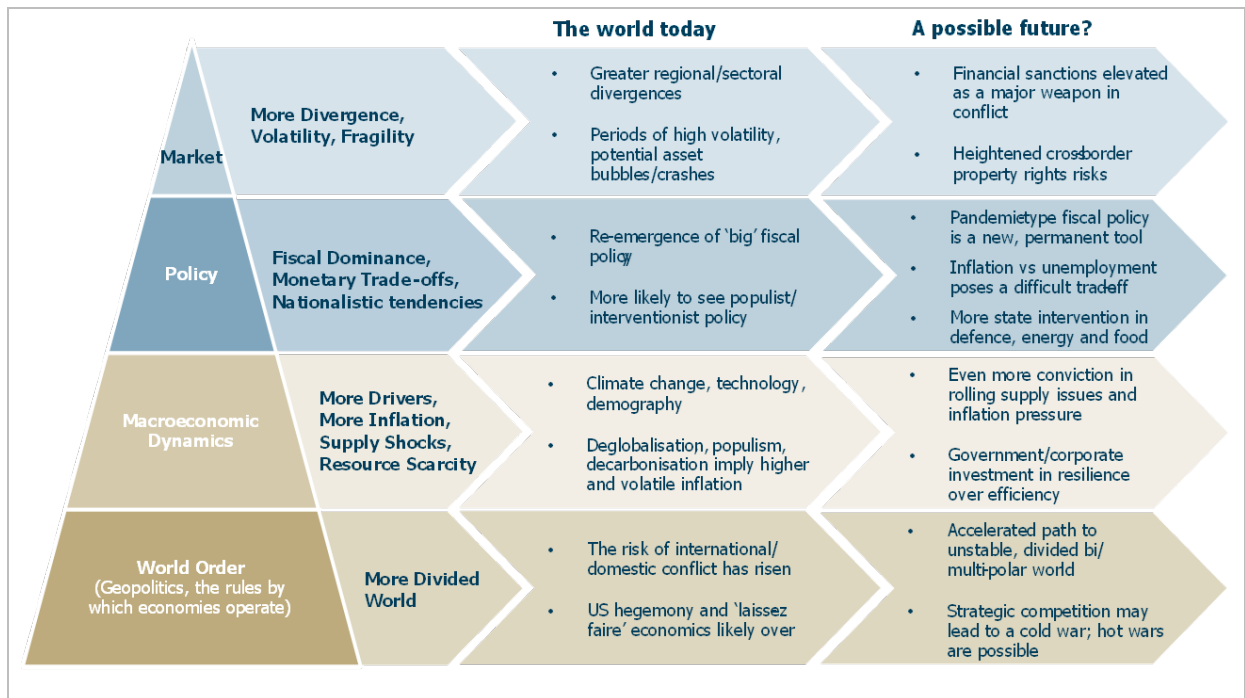 The world today
A possible future?
Market
More Divergence,
Volatility, Fragility
• Greater regional/sectoral
divergences
• Periods of high volatility,
potential asset
bubbles/crashes
• Financial sanctions elevated
as a major weapon in
conflict
• Heightened cross-border
property rights risks
Policy
Fiscal Dominance,
Monetary Trade-offs,
Nationalistic tendencies
• Re-emergence of ‘big’ fiscal
policy
• More likely to see populist/
interventionist policy
• Pandemic-type fiscal policy
is a new, permanent tool
• Inflation vs unemployment
poses a difficult trade-off
• More state intervention in
defence, energy and food
Macroeconomic
Dynamics
More Drivers,
More Inflation,
Supply Shocks,
Resource Scarcity
• Climate change, technology,
demography
• Deglobalisation, populism,
decarbonisation imply higher
and volatile inflation
• Even more conviction in
rolling supply issues and
inflation pressure
• Government/corporate
investment in resilience
over efficiency
World Order
(Geopolitics, the rules by
which economies operate)
More Divided
World
• The risk of international/
domestic conflict has risen
• US hegemony and ‘laissez
faire’ economics likely over
• Accelerated path to
unstable, divided bi/
multi-polar world
• Strategic competition may
lead to a cold war; hot wars
are possible